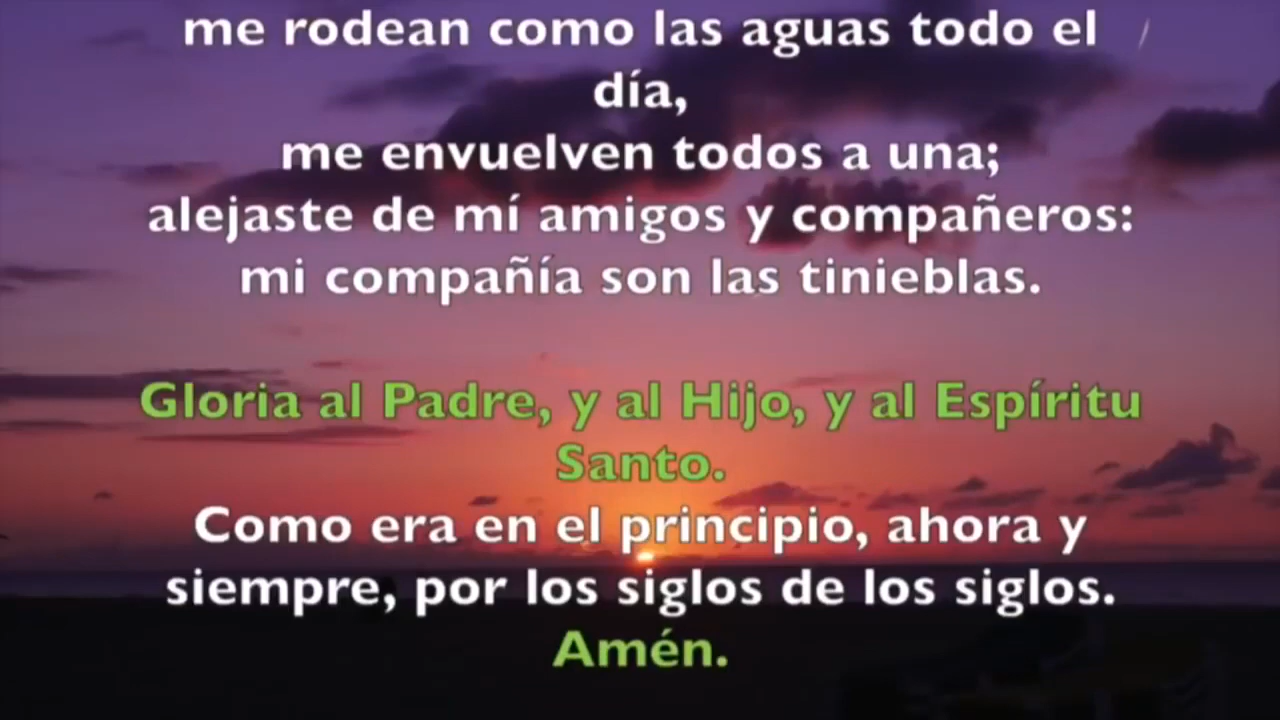 me rodean como las aguas todo el
día,
me envuelven todos a una;
alejaste de mí amigos y compañeros:
mi compañía son las tinieblas.
Gloria al Padre, y al Hijo, y al Espíritu
Santo.
Como era en el principio, ahora y
siempre, por los siglos de los siglos.
Amén.